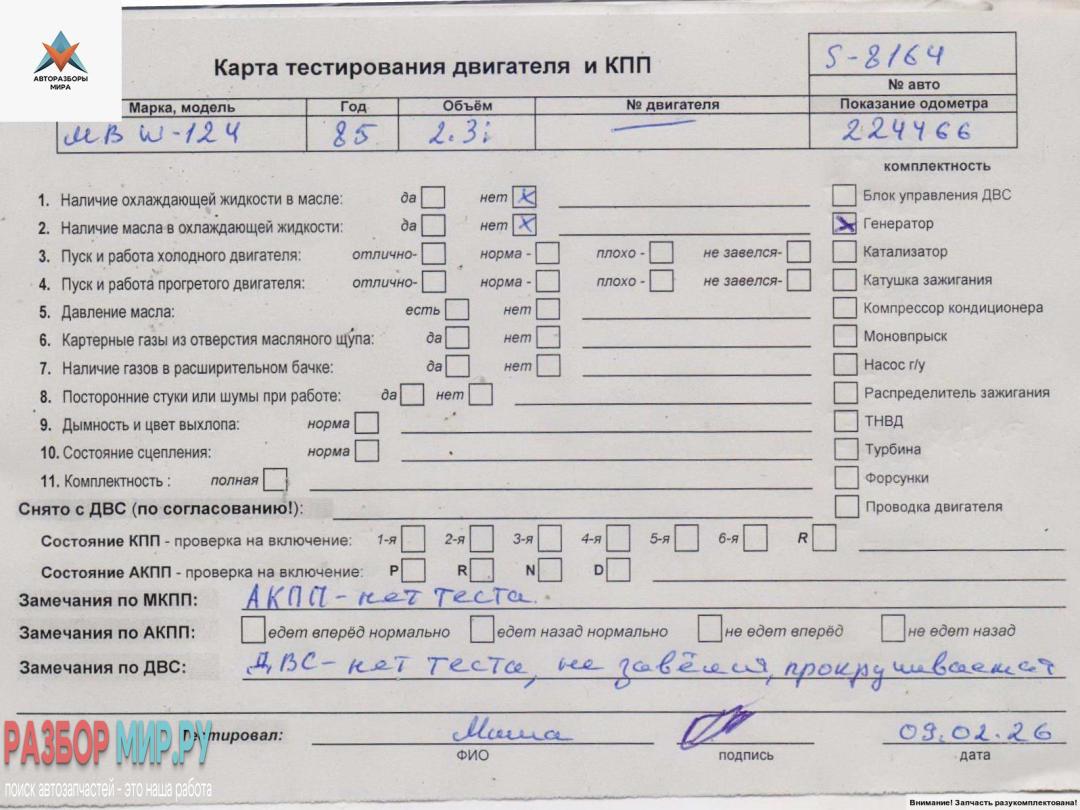 АВТОРАЗБОРЫ
МИРА
Карта тестирования двигателя и КПП
S-8164
№ авто
Марка, модель Год Объём № двигателя Показание одометра
МВ W-124 85 2.3i — 224466
комплектность
1. Наличие охлаждающей жидкости в масле: да нет x Блок управления ДВС
2. Наличие масла в охлаждающей жидкости: да нет x x Генератор
3. Пуск и работа холодного двигателя: отлично- норма - плохо - не завелся- Катализатор
4. Пуск и работа прогретого двигателя: отлично- норма - плохо - не завелся- Катушка зажигания
5. Давление масла: есть нет Компрессор кондиционера
6. Картерные газы из отверстия масляного щупа: да нет Моновпрыск
7. Наличие газов в расширительном бачке: да нет Насос г/у
8. Посторонние стуки или шумы при работе: да нет Распределитель зажигания
9. Дымность и цвет выхлопа: норма ТНВД
10. Состояние сцепления: норма Турбина
11. Комплектность : полная Форсунки
Снято с ДВС (по согласованию!): Проводка двигателя
Состояние КПП - проверка на включение: 1-я 2-я 3-я 4-я 5-я 6-я R
Состояние АКПП - проверка на включение: P R N D
Замечания по МКПП: АКПП - нет теста.
Замечания по АКПП: едет вперёд нормально едет назад нормально не едет вперёд не едет назад
Замечания по ДВС: ДВС - нет теста, не завёлся, прокручивается
РАЗБОР МИР.РУ
поиск автозапчастей - это наша работа
Тестировал: Миша 09.02.26
ФИО подпись дата
Внимание! Запчасть разукомплектована!